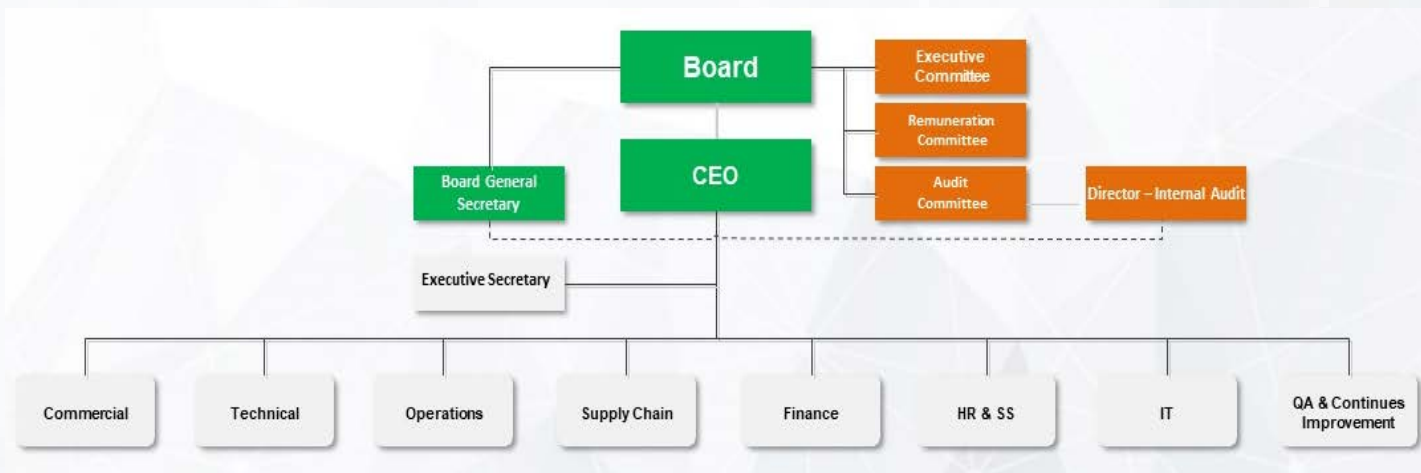 Board
Executive
Committee
Remuneration
Committee
CEO
Board General
Secretary
Audit
Committee
Director – Internal Audit
Executive Secretary
Commercial
Technical
Operations
Supply Chain
Finance
HR & SS
IT
QA & Continues
Improvement